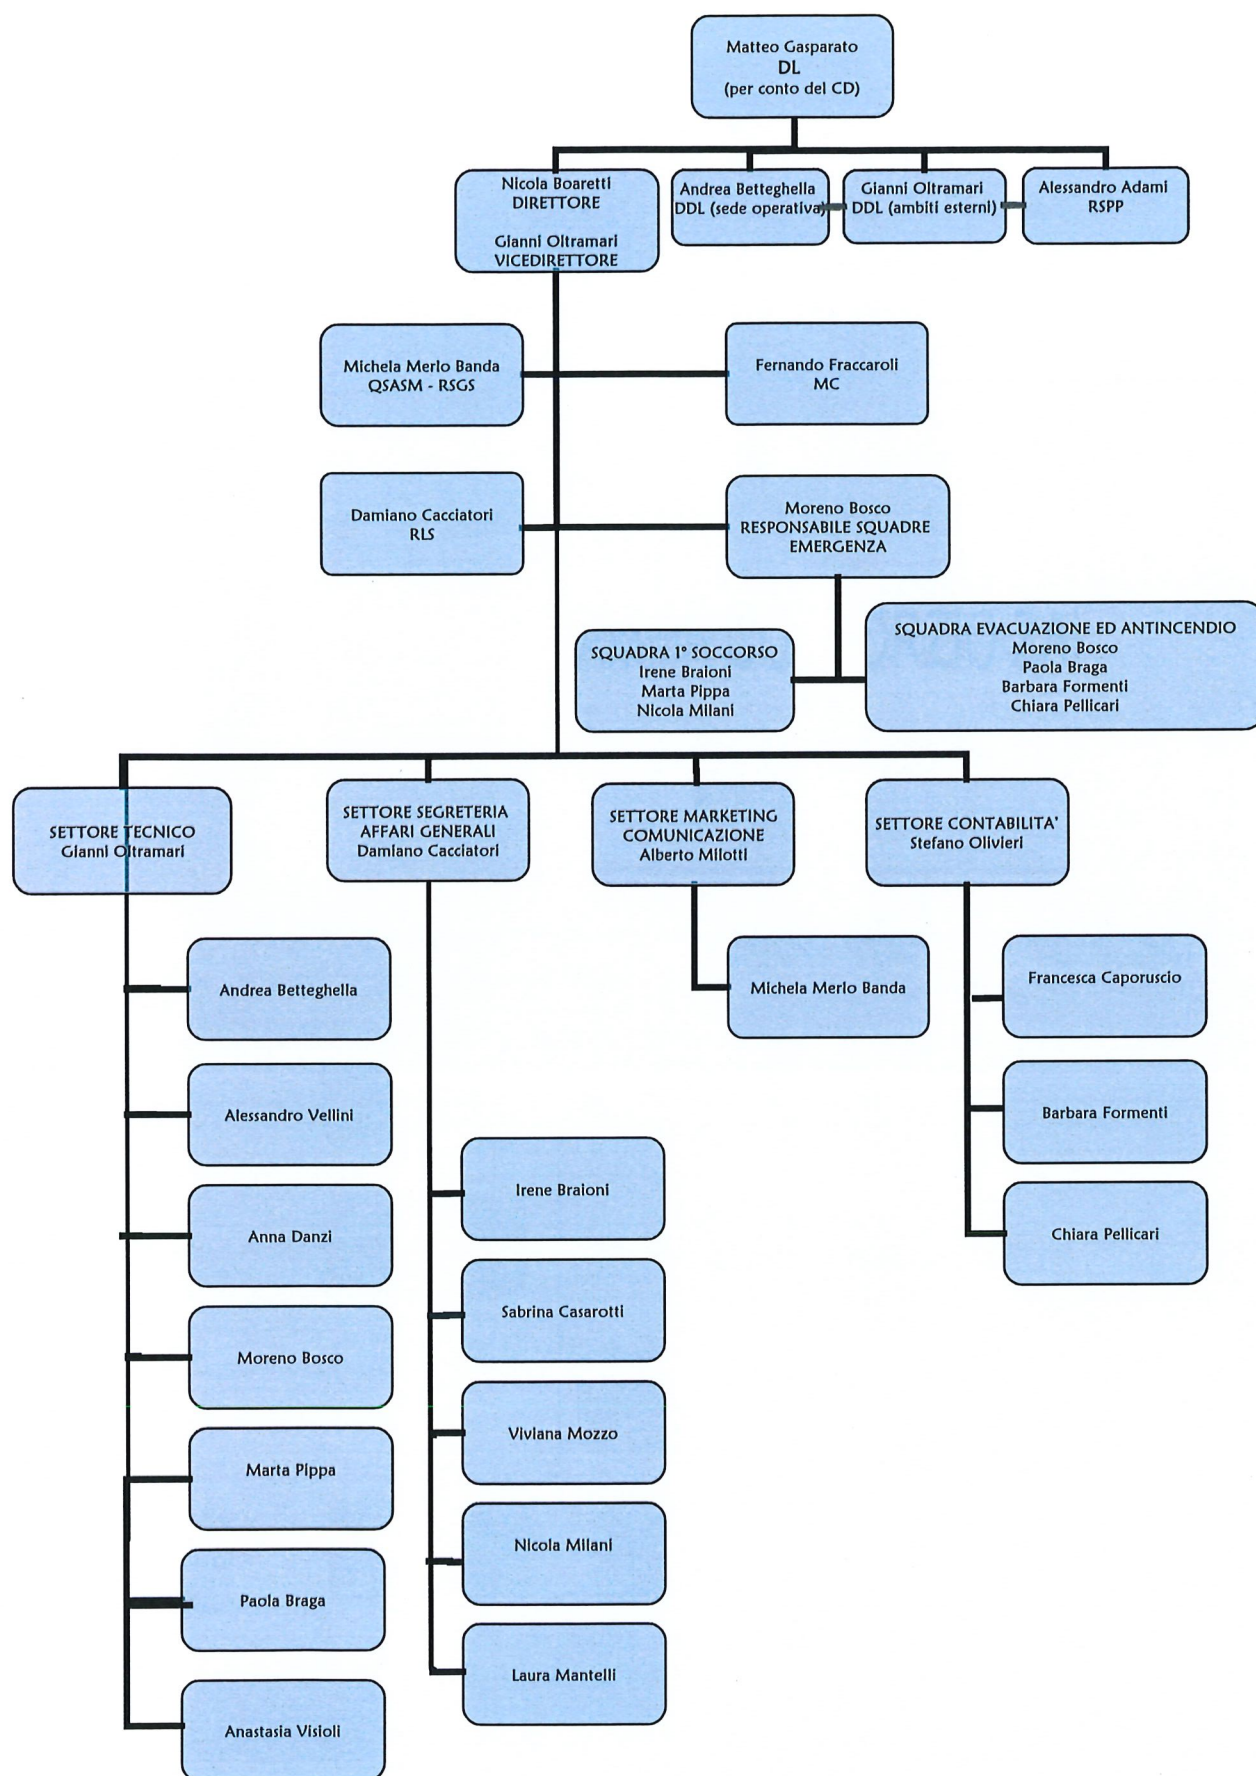 Matteo Gasparato
DL
(per conto del CD)
Nicola Boaretti
DIRETTORE
Gianni Oltramari
VICEDIRETTORE
Andrea Betteghella
DDL (sede operativa)
Gianni Oltramari
DDL (ambiti esterni)
Alessandro Adami
RSPP
Michela Merlo Banda
QSASM - RSGS
Fernando Fraccaroli
MC
Damiano Cacciatori
RLS
Moreno Bosco
RESPONSABILE SQUADRE
EMERGENZA
SQUADRA 1° SOCCORSO
Irene Braioni
Marta Pippa
Nicola Milani
SQUADRA EVACUAZIONE ED ANTINCENDIO
Moreno Bosco
Paola Braga
Barbara Formenti
Chiara Pellicari
SETTORE TECNICO
Gianni Oltramari
SETTORE SEGRETERIA
AFFARI GENERALI
Damiano Cacciatori
SETTORE MARKETING
COMUNICAZIONE
Alberto Milotti
SETTORE CONTABILITA'
Stefano Olivieri
Andrea Betteghella
Alessandro Vellini
Anna Danzi
Moreno Bosco
Marta Pippa
Paola Braga
Anastasia Visioli
Irene Braioni
Sabrina Casarotti
Viviana Mozzo
Nicola Milani
Laura Mantelli
Michela Merlo Banda
Francesca Caporuscio
Barbara Formenti
Chiara Pellicari